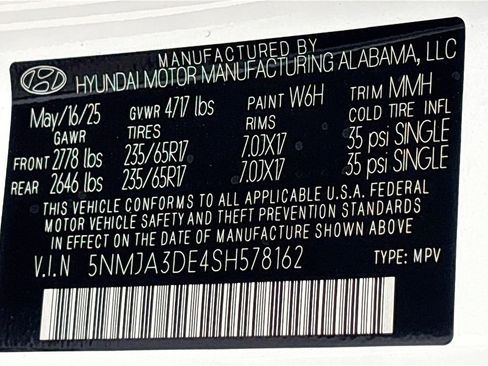 MANUFACTURED BY
HYUNDAI MOTOR MANUFACTURING ALABAMA, LLC
May/16/25 GVWR 4717 lbs PAINT W6H TRIM MMH
GAWR TIRES RIMS COLD TIRE INFL
FRONT 2778 lbs 235/65R17 7.0JX17 35 psi SINGLE
REAR 2646 lbs 235/65R17 7.0JX17 35 psi SINGLE
THIS VEHICLE CONFORMS TO ALL APPLICABLE U.S.A. FEDERAL
MOTOR VEHICLE SAFETY AND THEFT PREVENTION STANDARDS
IN EFFECT ON THE DATE OF MANUFACTURE SHOWN ABOVE
V.I.N 5NMJA3DE4SH578162 TYPE: MPV